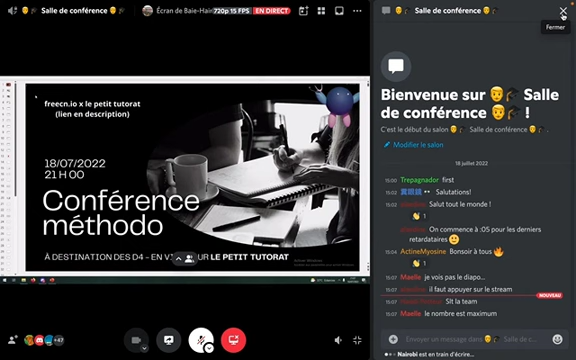 Salle de conférence
Écran de Baie-Hair
720p 15 FPS
EN DIRECT
Salle de conférence
Fermer
freecn.io x le petit tutorat
(lien en description)
18/07/2022
21 H 00
Conférence
méthodo
À DESTINATION DES D4 – EN V
UR LE PETIT TUTORAT
+47
Bienvenue sur
Salle
de conférence
!
C'est le début du salon
Salle de conférence
.
Modifier le salon
18 juillet 2022
15:00 Trepagnador first
15:02
Salutations!
15:03
Salut tout le monde !
1
On commence à :05 pour les derniers
retardataires
15:04 ActineMyosine Bonsoir à tous
1
15:07 Maelle je vois pas le diapo...
15:07
il faut appuyer sur le stream
NOUVEAU
15:07
Slt la team
15:07 Maelle le nombre est maximum
Envoyer un message dans
Salle de c...
Nairobi est en train d'écrire...